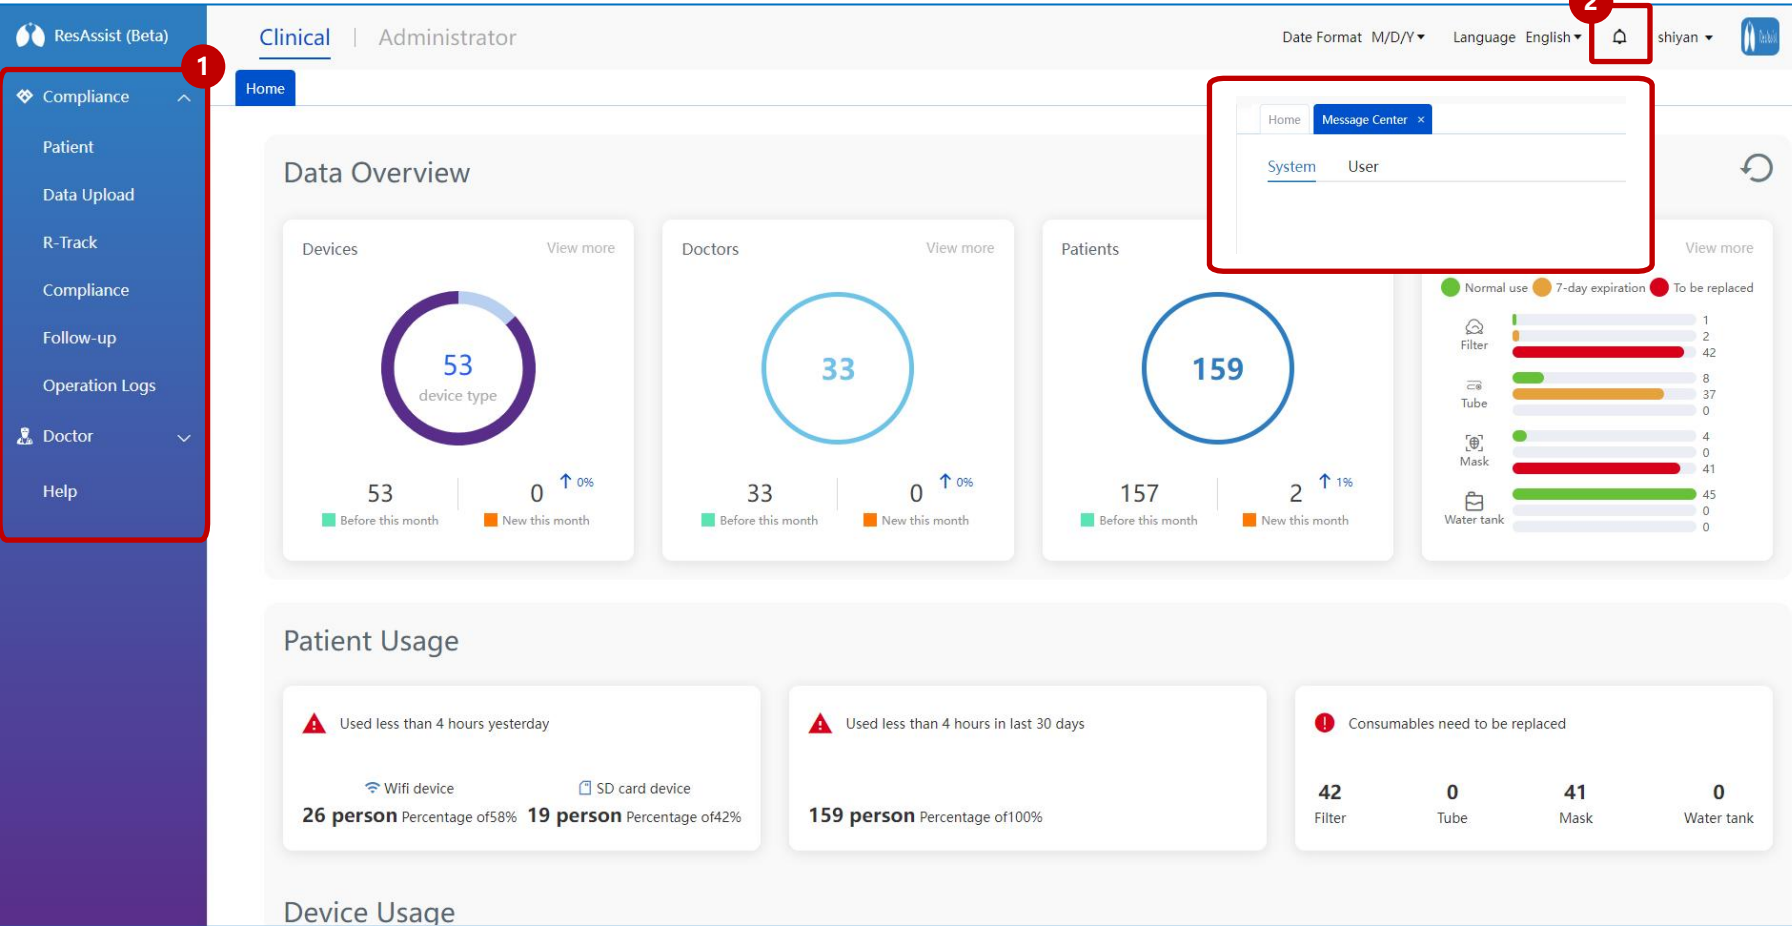 ResAssist (Beta)
Clinical | Administrator
Date Format M/D/Y
Language English
shiyan
2
1
Compliance
Patient
Data Upload
R-Track
Compliance
Follow-up
Operation Logs
Doctor
Help
Home
Home
Message Center ×
System User
Data Overview
Devices View more
53
device type
53
Before this month
0 ↑ 0%
New this month
Doctors View more
33
33
Before this month
0 ↑ 0%
New this month
Patients
159
157
Before this month
2 ↑ 1%
New this month
View more
Normal use 7-day expiration To be replaced
Filter
1
2
42
Tube
8
37
0
Mask
4
0
41
Water tank
45
0
0
Patient Usage
Used less than 4 hours yesterday
Wifi device
26 person Percentage of58%
SD card device
19 person Percentage of42%
Used less than 4 hours in last 30 days
159 person Percentage of100%
Consumables need to be replaced
42 0 41 0
Filter Tube Mask Water tank
Device Usage